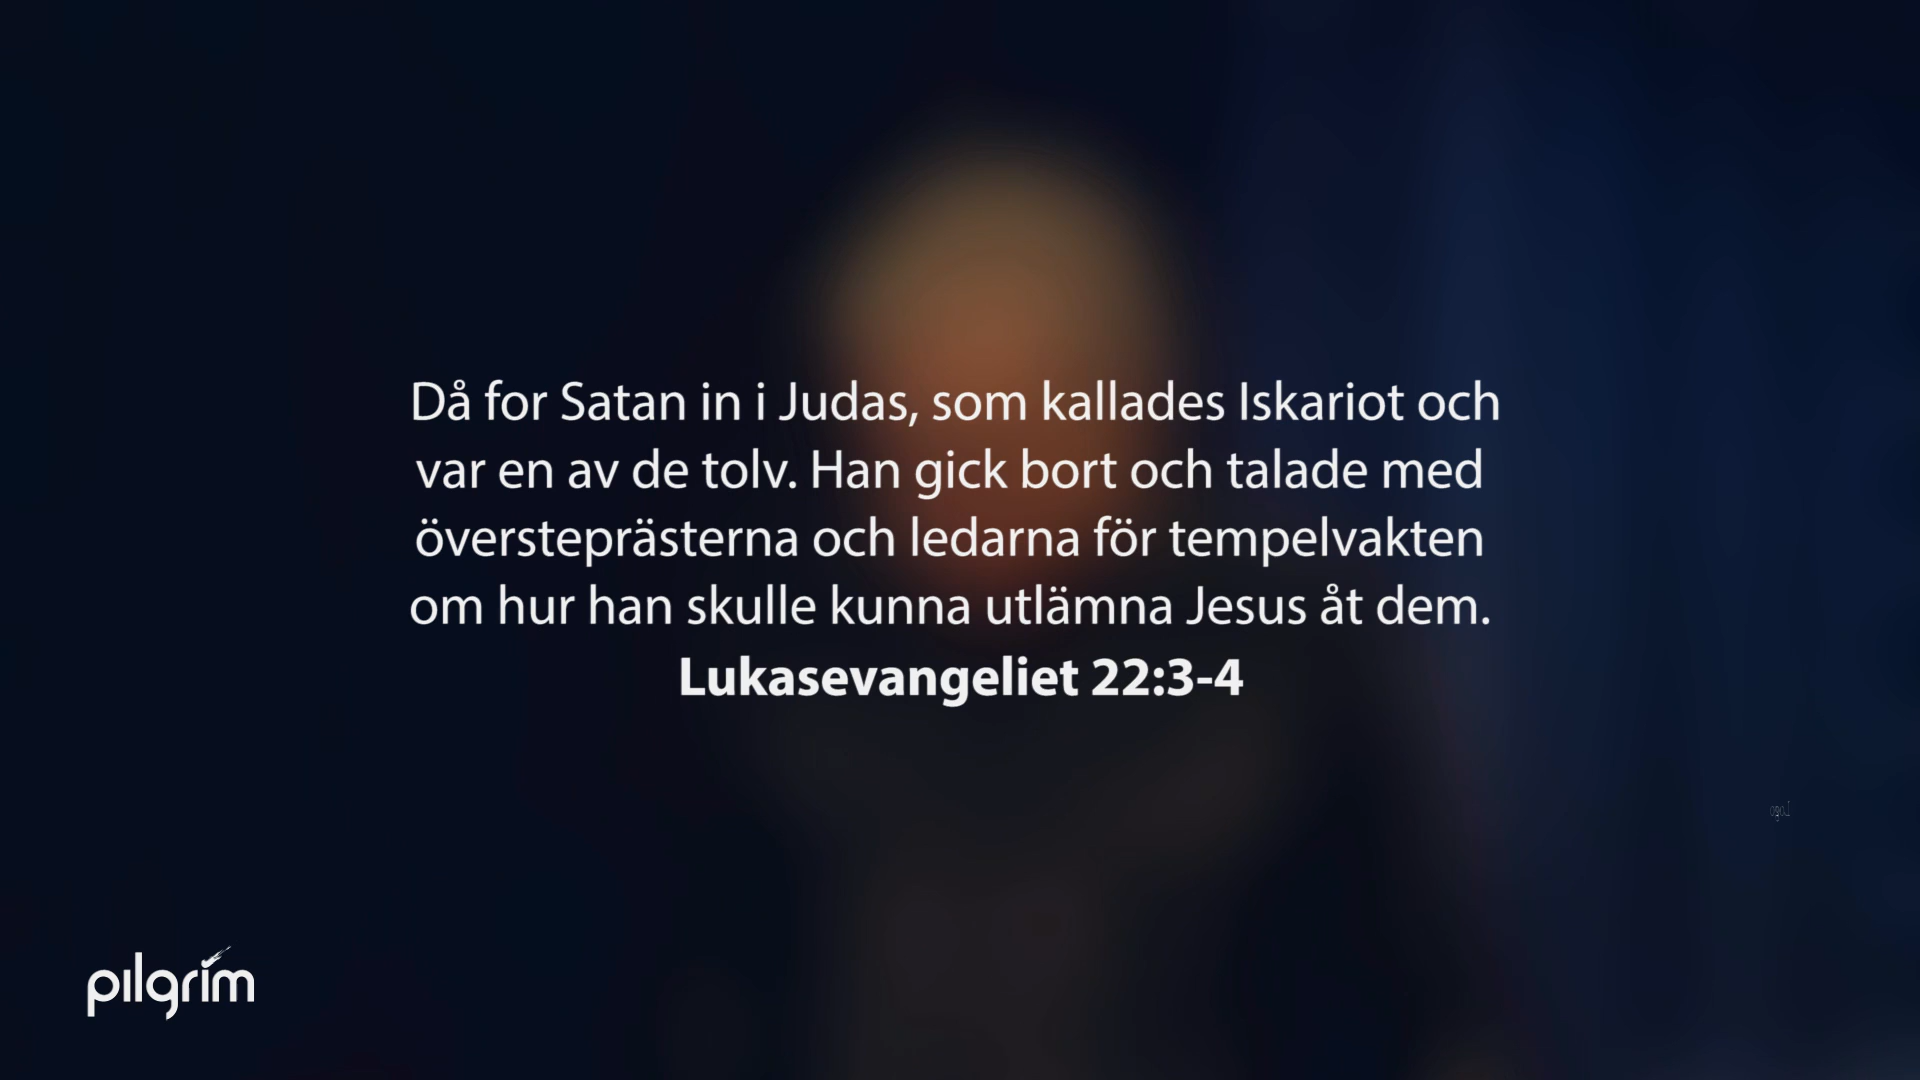 Då for Satan in i Judas, som kallades Iskariot och
var en av de tolv. Han gick bort och talade med
översteprästerna och ledarna för tempelvakten
om hur han skulle kunna utlämna Jesus åt dem.
Lukasevangeliet 22:3-4
Logo
pilgrim